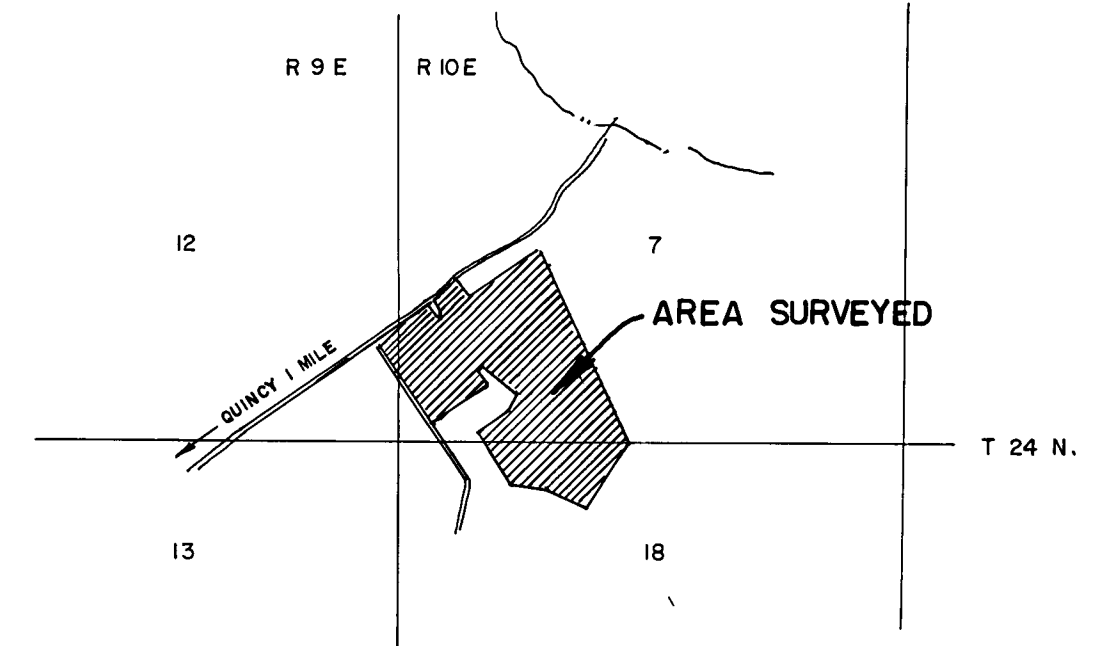 R 9 E
R 10 E
12
7
AREA SURVEYED
QUINCY 1 MILE
T 24 N.
13
18